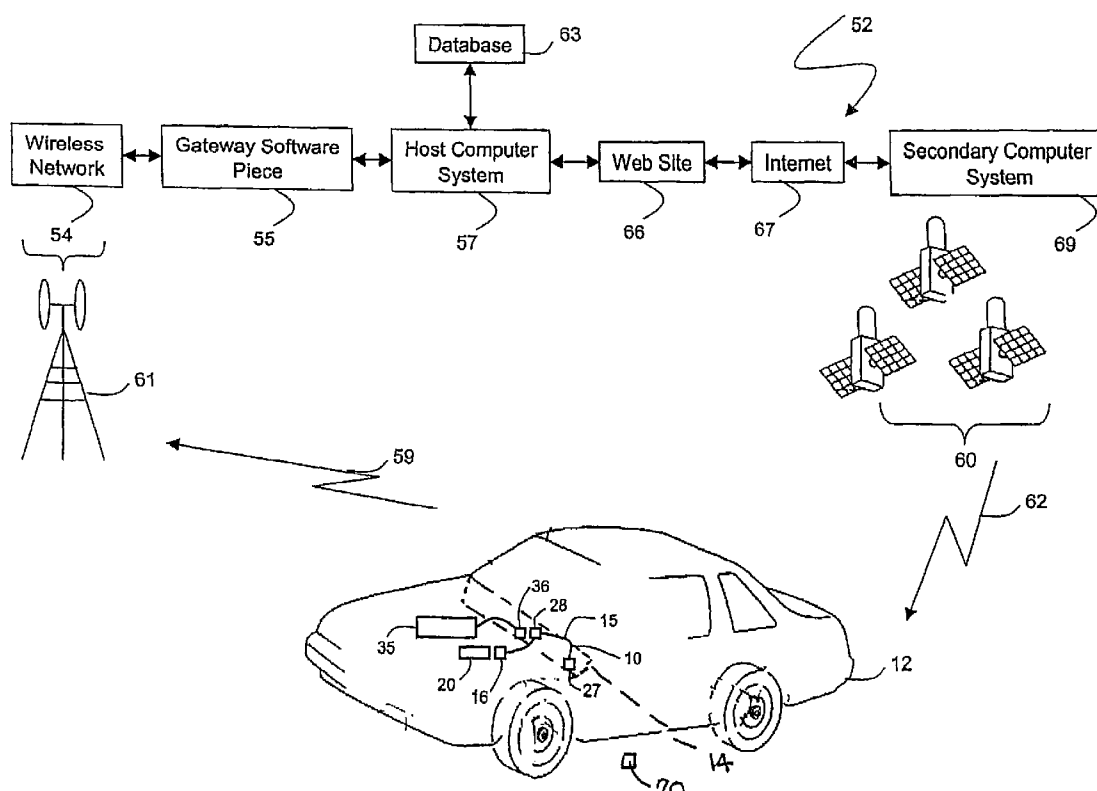 Database
63
52
Wireless
Network
Gateway Software
Piece
Host Computer
System
Web Site
Internet
Secondary Computer
System
54
55
57
66
67
69
61
59
60
62
36
28
15
35
10
20
16
27
12
14
70